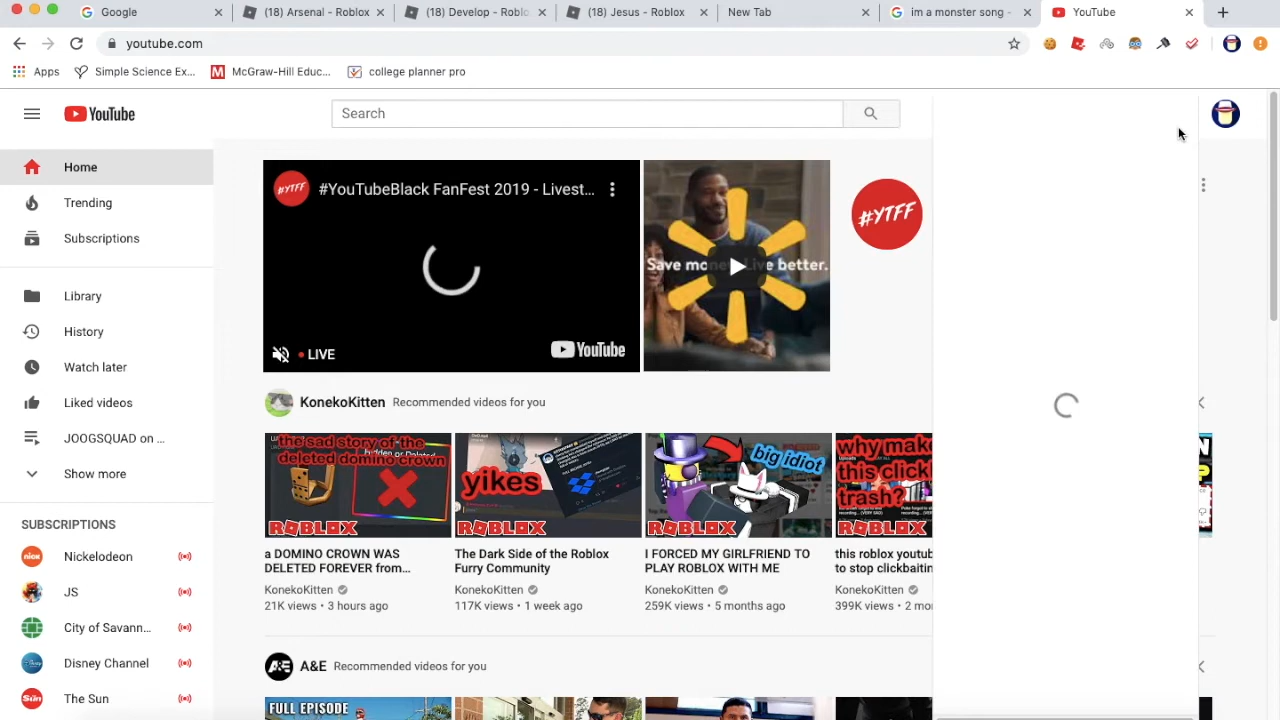 Google
(18) Arsenal - Roblox
(18) Develop - Roblo
(18) Jesus - Roblox
New Tab
im a monster song -
YouTube
youtube.com
Apps
Simple Science Ex...
McGraw-Hill Educ...
college planner pro
YouTube
Search
Home
Trending
Subscriptions
Library
History
Watch later
Liked videos
JOOGSQUAD on ...
Show more
SUBSCRIPTIONS
nick
Nickelodeon
JS
City of Savann...
Disney Channel
Sun
The Sun
#YTFF
#YouTubeBlack FanFest 2019 - Livest...
LIVE
YouTube
Save live better.
#YTFF
KonekoKitten Recommended videos for you
the sad story of the
deleted domino crown
ROBLOX
yikes
ROBLOX
big idiot
ROBLOX
why make
this click
trash?
ROBLOX
a DOMINO CROWN WAS
DELETED FOREVER from...
KonekoKitten
21K views • 3 hours ago
The Dark Side of the Roblox
Furry Community
KonekoKitten
117K views • 1 week ago
I FORCED MY GIRLFRIEND TO
PLAY ROBLOX WITH ME
KonekoKitten
259K views • 5 months ago
this roblox youtub
to stop clickbaitin
KonekoKitten
399K views • 2 mo
A&E
A&E Recommended videos for you
FULL EPISODE